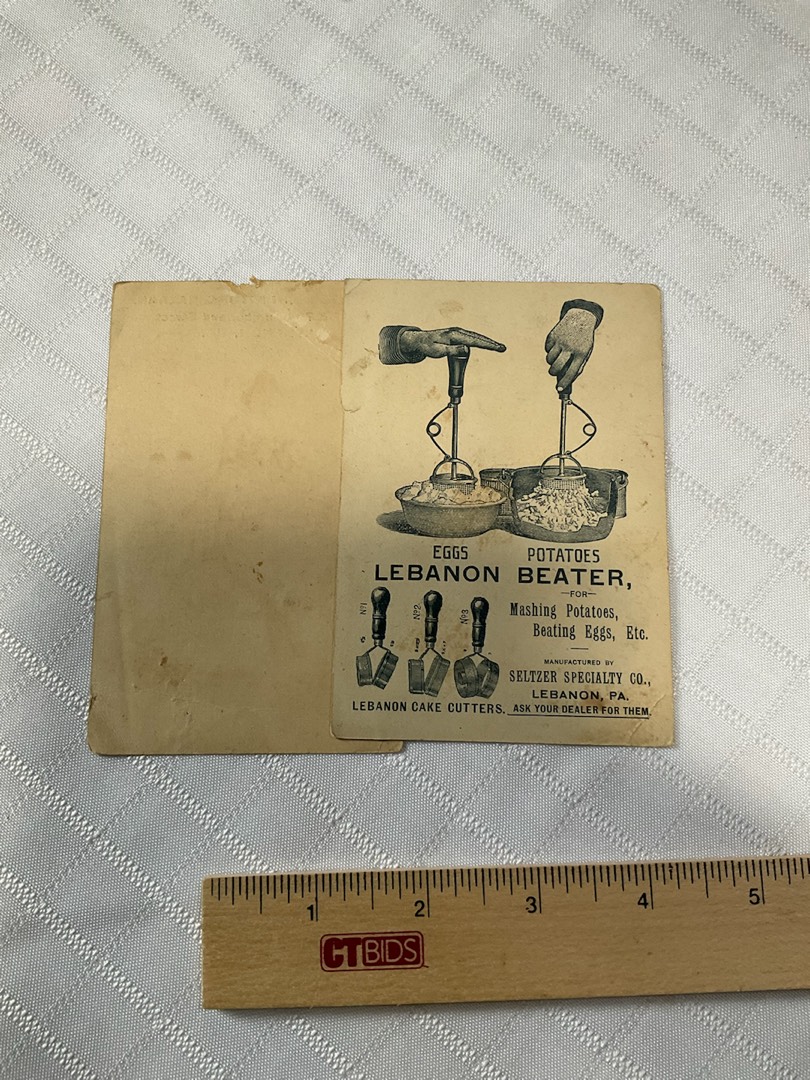 EGGS POTATOES
LEBANON BEATER,
—FOR—
Mashing Potatoes,
Beating Eggs, Etc.
MANUFACTURED BY
SELTZER SPECIALTY CO.,
LEBANON, PA.
ASK YOUR DEALER FOR THEM.
Nº1 Nº2 Nº3
LEBANON CAKE CUTTERS.
1 2 3 4 5
CTBIDS